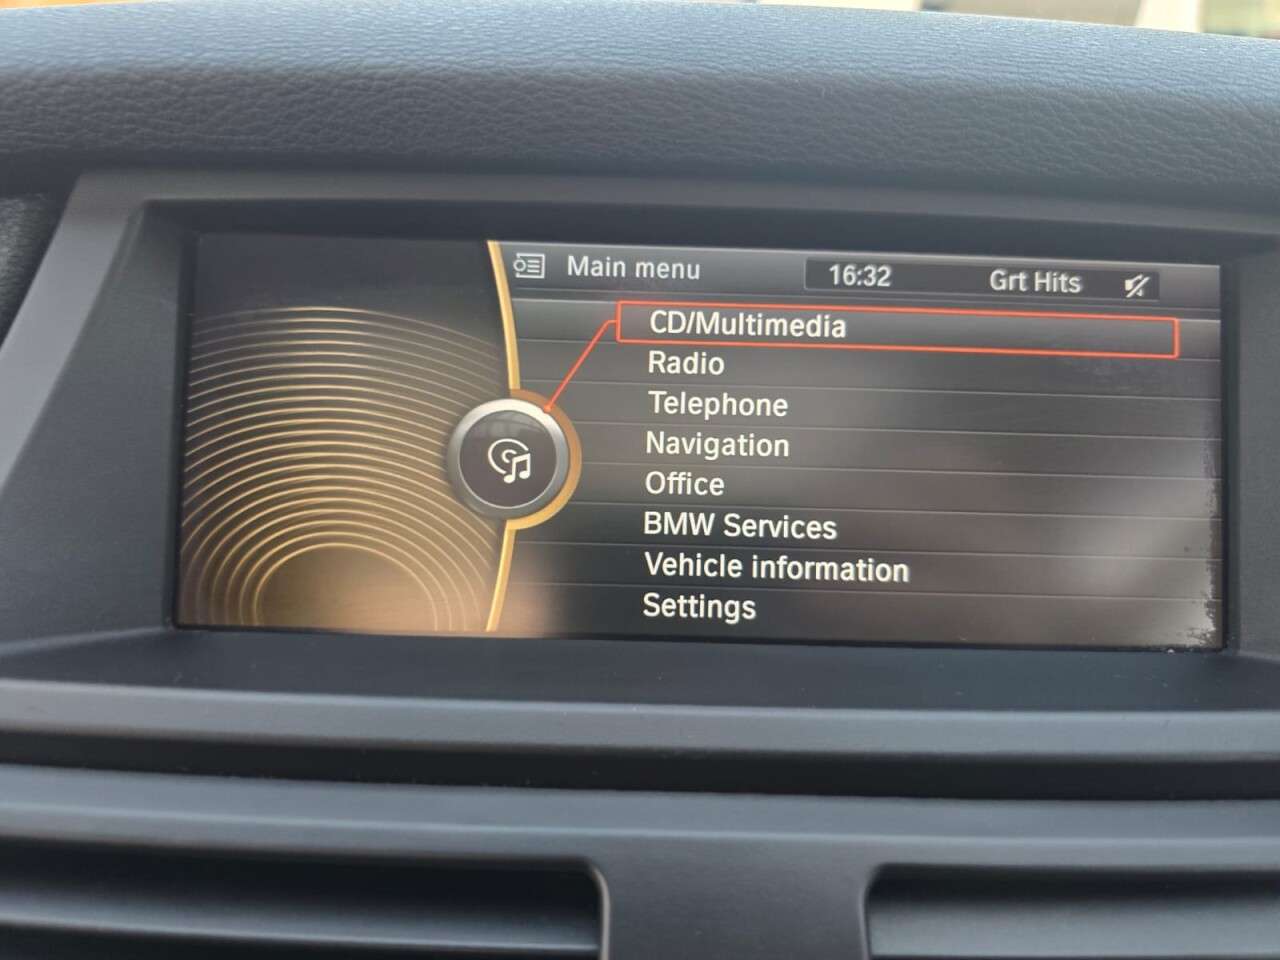 Main menu 16:32 Grt Hits
CD/Multimedia
Radio
Telephone
Navigation
Office
BMW Services
Vehicle information
Settings